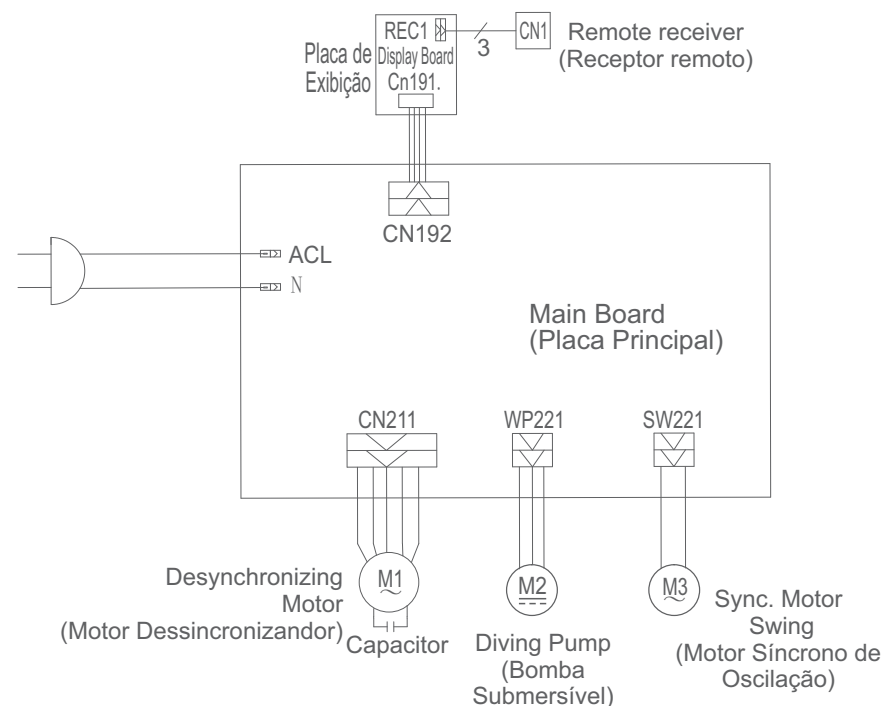 REC1
CN1
3
Remote receiver
(Receptor remoto)
Placa de
Exibição
Display Board
Cn191.
CN192
ACL
N
Main Board
(Placa Principal)
CN211
WP221
SW221
M1
M2
M3
Desynchronizing
Motor
(Motor Dessincronizandor)
Capacitor
Diving Pump
(Bomba
Submersível)
Sync. Motor
Swing
(Motor Síncrono de
Oscilação)